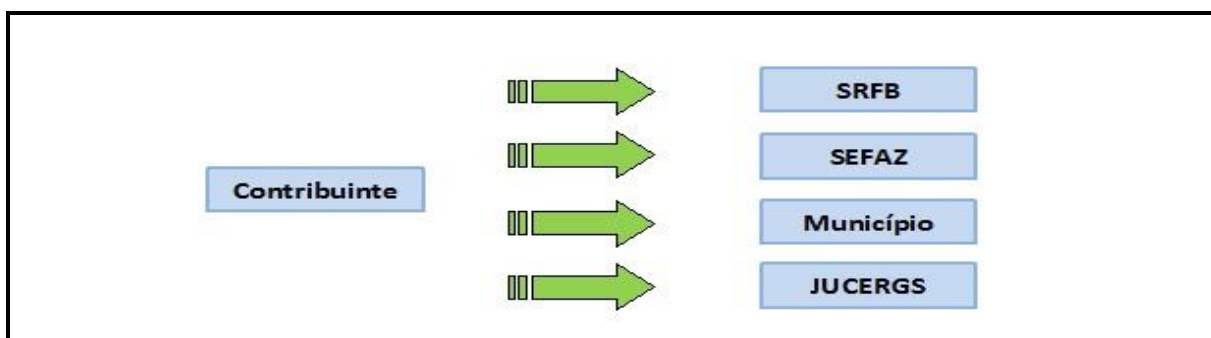 SRFB
SEFAZ
Contribuinte
Município
JUCERGS